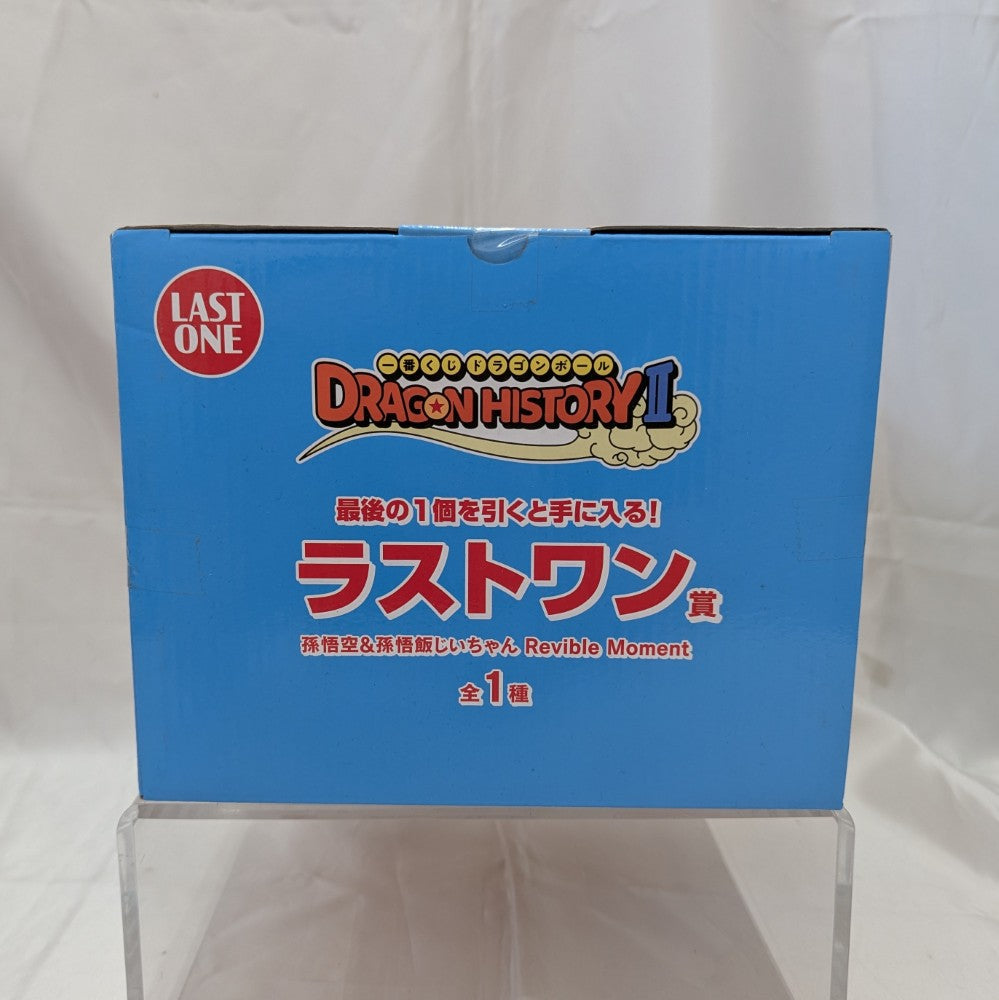 LAST
ONE
一番くじ ドラゴンボール
DRAGON HISTORY II
最後の1個を引くと手に入る!
ラストワン賞
孫悟空&孫悟飯じいちゃん Revible Moment
全1種